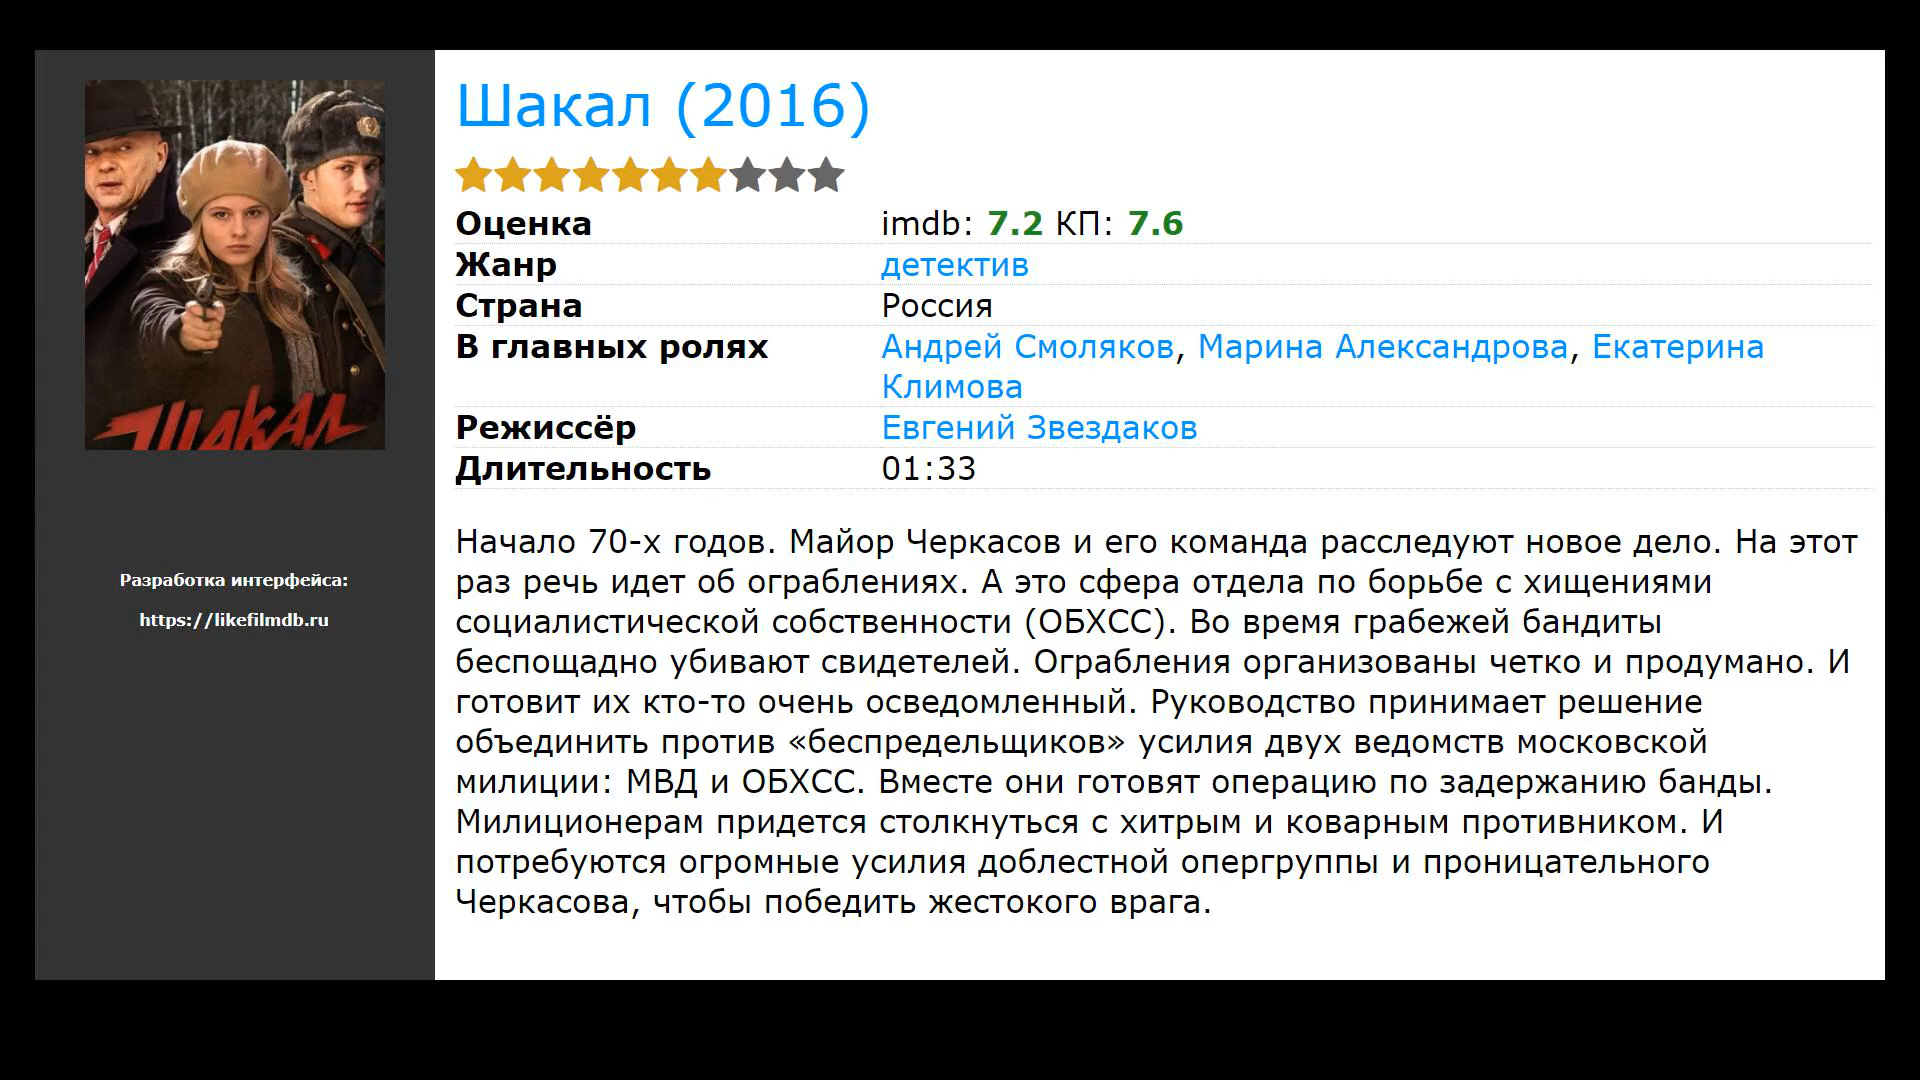 Шакал (2016)
Оценка imdb: 7.2 КП: 7.6
Жанр детектив
Страна Россия
В главных ролях Андрей Смоляков, Марина Александрова, Екатерина
Климова
Режиссёр Евгений Звездаков
Длительность 01:33
Начало 70-х годов. Майор Черкасов и его команда расследуют новое дело. На этот
раз речь идет об ограблениях. А это сфера отдела по борьбе с хищениями
социалистической собственности (ОБХСС). Во время грабежей бандиты
беспощадно убивают свидетелей. Ограбления организованы четко и продумано. И
готовит их кто-то очень осведомленный. Руководство принимает решение
объединить против «беспредельщиков» усилия двух ведомств московской
милиции: МВД и ОБХСС. Вместе они готовят операцию по задержанию банды.
Милиционерам придется столкнуться с хитрым и коварным противником. И
потребуются огромные усилия доблестной опергруппы и проницательного
Черкасова, чтобы победить жестокого врага.
ШАКАЛ
Разработка интерфейса:
https://likefilmdb.ru